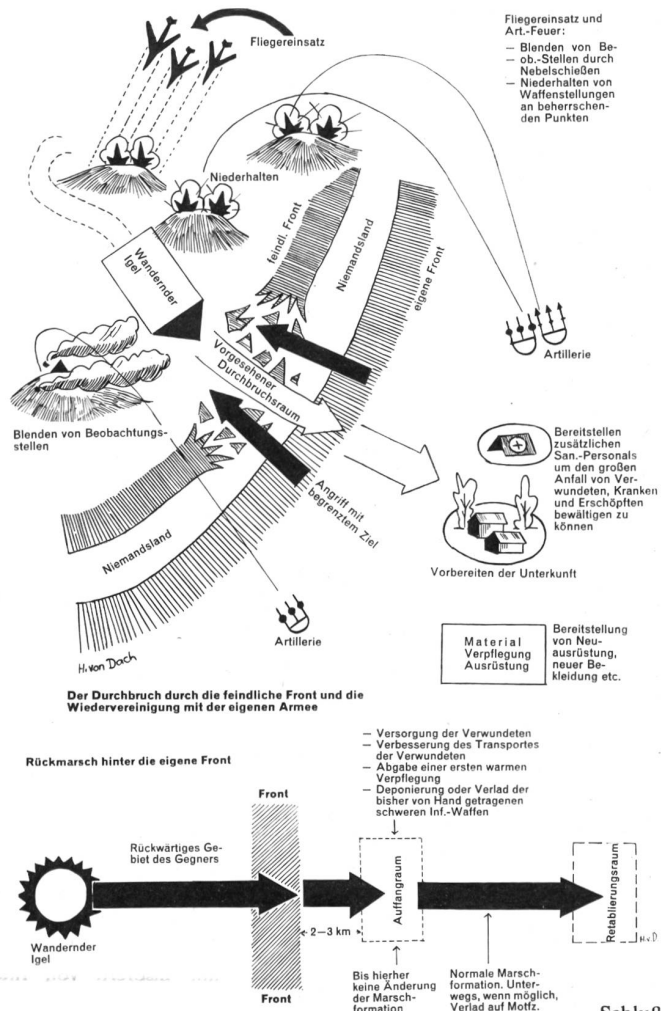 Fliegereinsatz
Fliegereinsatz und
Art.-Feuer:
— Blenden von Be-
— ob.-Stellen durch
Nebelschießen
— Niederhalten von
Waffenstellungen
an beherrschen-
den Punkten
Niederhalten
feindl. Front
Niemandsland
eigene Front
Wandernder
Igel
Artillerie
Vorgesehener
Durchbruchsraum
Blenden von Beobachtungs-
stellen
Angriff mit
begrenztem Ziel
Bereitstellen
zusätzlichen
San.-Personals
um den großen
Anfall von Ver-
wundeten, Kranken
und Erschöpften
bewältigen zu
können
Vorbereiten der Unterkunft
Niemandsland
Artillerie
H. von Dach
Material
Verpflegung
Ausrüstung
Bereitstellung
von Neu-
ausrüstung,
neuer Be-
kleidung etc.
Der Durchbruch durch die feindliche Front und die
Wiedervereinigung mit der eigenen Armee
Rückmarsch hinter die eigene Front
— Versorgung der Verwundeten
— Verbesserung des Transportes
der Verwundeten
— Abgabe einer ersten warmen
Verpflegung
— Deponierung oder Verlad der
bisher von Hand getragenen
schweren Inf.-Waffen
Front
Rückwärtiges Ge-
biet des Gegners
Auffangraum
Retablierungsraum
2—3 km
H.v.D
Wandernder
Igel
Front
Bis hierher
keine Änderung
der Marsch-
formation
Normale Marsch-
formation. Unter-
wegs, wenn möglich,
Verlad auf Motfz.